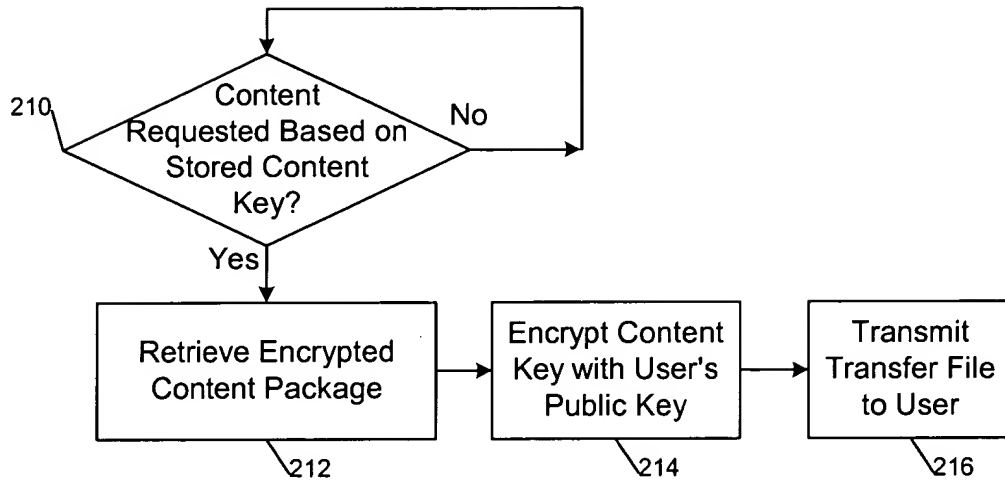 210
Content
Requested Based on
Stored Content
Key?
No
Yes
Retrieve Encrypted
Content Package
212
Encrypt Content
Key with User's
Public Key
214
Transmit
Transfer File
to User
216